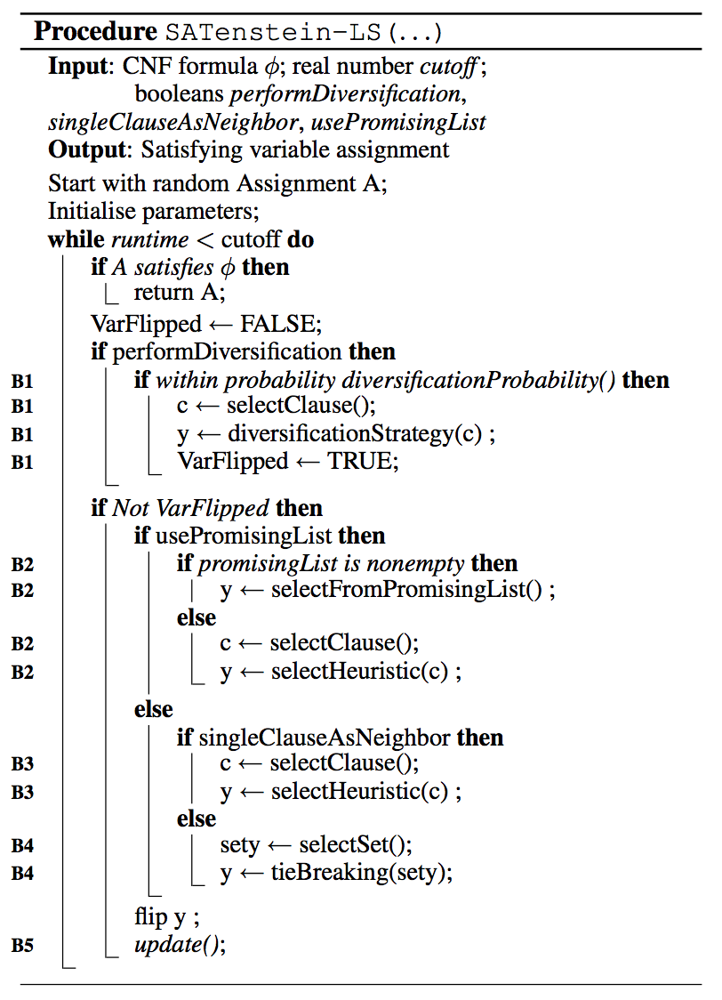 Procedure SATenstein-LS(...)
Input: CNF formula ϕ; real number cutoff;
booleans performDiversification,
singleClauseAsNeighbor, usePromisingList
Output: Satisfying variable assignment
Start with random Assignment A;
Initialise parameters;
while runtime < cutoff do
if A satisfies ϕ then
return A;
VarFlipped ← FALSE;
if performDiversification then
B1 if within probability diversificationProbability() then
B1 c ← selectClause();
B1 y ← diversificationStrategy(c) ;
B1 VarFlipped ← TRUE;
if Not VarFlipped then
if usePromisingList then
B2 if promisingList is nonempty then
B2 y ← selectFromPromisingList() ;
else
B2 c ← selectClause();
B2 y ← selectHeuristic(c) ;
else
if singleClauseAsNeighbor then
B3 c ← selectClause();
B3 y ← selectHeuristic(c) ;
else
B4 sety ← selectSet();
B4 y ← tieBreaking(sety);
flip y ;
B5 update();